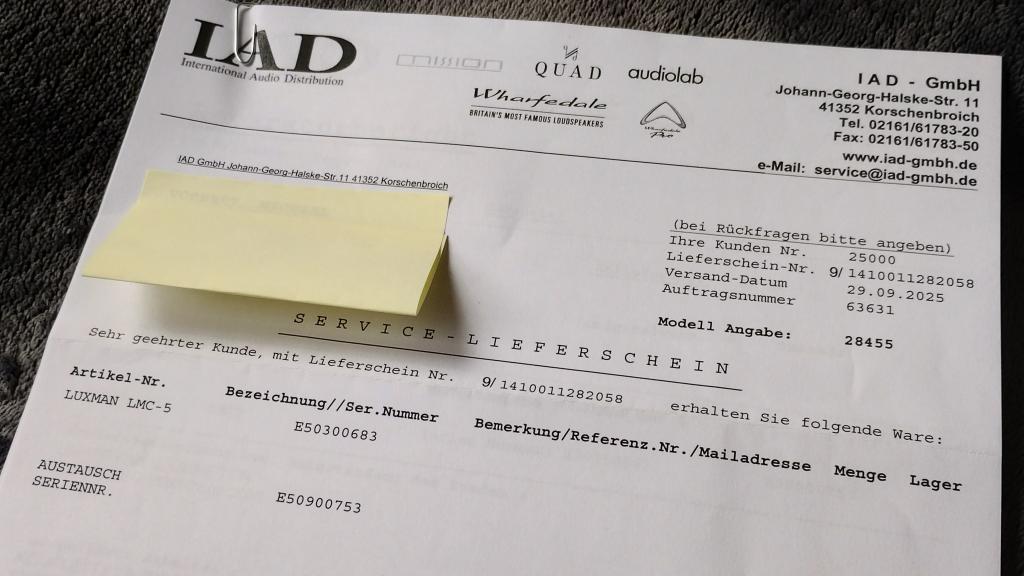 IAD
International Audio Distribution
mission
QUAD
audiolab
Wharfedale
BRITAIN'S MOST FAMOUS LOUDSPEAKERS
Wharfedale
Pro
IAD - GmbH
Johann-Georg-Halske-Str. 11
41352 Korschenbroich
Tel. 02161/61783-20
Fax: 02161/61783-50
www.iad-gmbh.de
e-Mail: service@iad-gmbh.de
IAD GmbH Johann-Georg-Halske-Str.11 41352 Korschenbroich
(bei Rückfragen bitte angeben)
Ihre Kunden Nr. 25000
Lieferschein-Nr. 9/1410011282058
Versand-Datum 29.09.2025
Auftragsnummer 63631
Modell Angabe: 28455
SERVICE-LIEFERSCHEIN
Sehr geehrter Kunde, mit Lieferschein Nr. 9/1410011282058 erhalten Sie folgende Ware:
Artikel-Nr. Bezeichnung//Ser.Nummer Bemerkung/Referenz.Nr./Mailadresse Menge Lager
LUXMAN LMC-5 E50300683
AUSTAUSCH
SERIENNR. E50900753